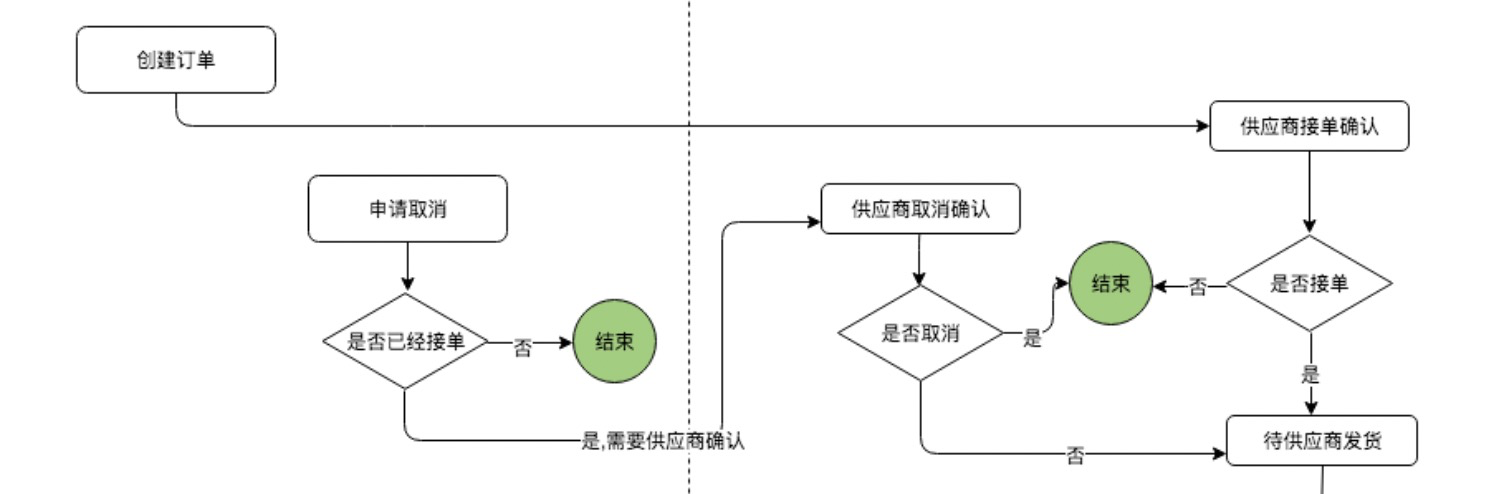 创建订单
供应商接单确认
申请取消
供应商取消确认
结束
否
是否接单
是否已经接单
否
结束
是否取消
是
是
是,需要供应商确认
否
待供应商发货